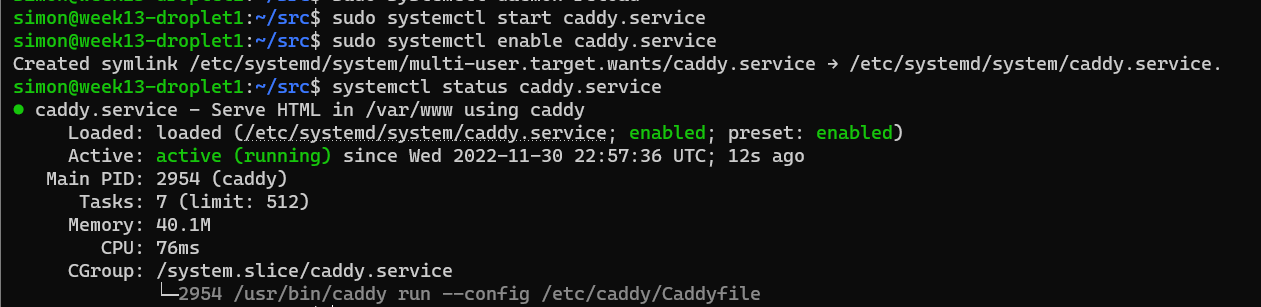 simon@week13-droplet1:~/src$ sudo systemctl start caddy.service
simon@week13-droplet1:~/src$ sudo systemctl enable caddy.service
Created symlink /etc/systemd/system/multi-user.target.wants/caddy.service → /etc/systemd/system/caddy.service.
simon@week13-droplet1:~/src$ systemctl status caddy.service
● caddy.service - Serve HTML in /var/www using caddy
Loaded: loaded (/etc/systemd/system/caddy.service; enabled; preset: enabled)
Active: active (running) since Wed 2022-11-30 22:57:36 UTC; 12s ago
Main PID: 2954 (caddy)
Tasks: 7 (limit: 512)
Memory: 40.1M
CPU: 76ms
CGroup: /system.slice/caddy.service
└─2954 /usr/bin/caddy run --config /etc/caddy/Caddyfile